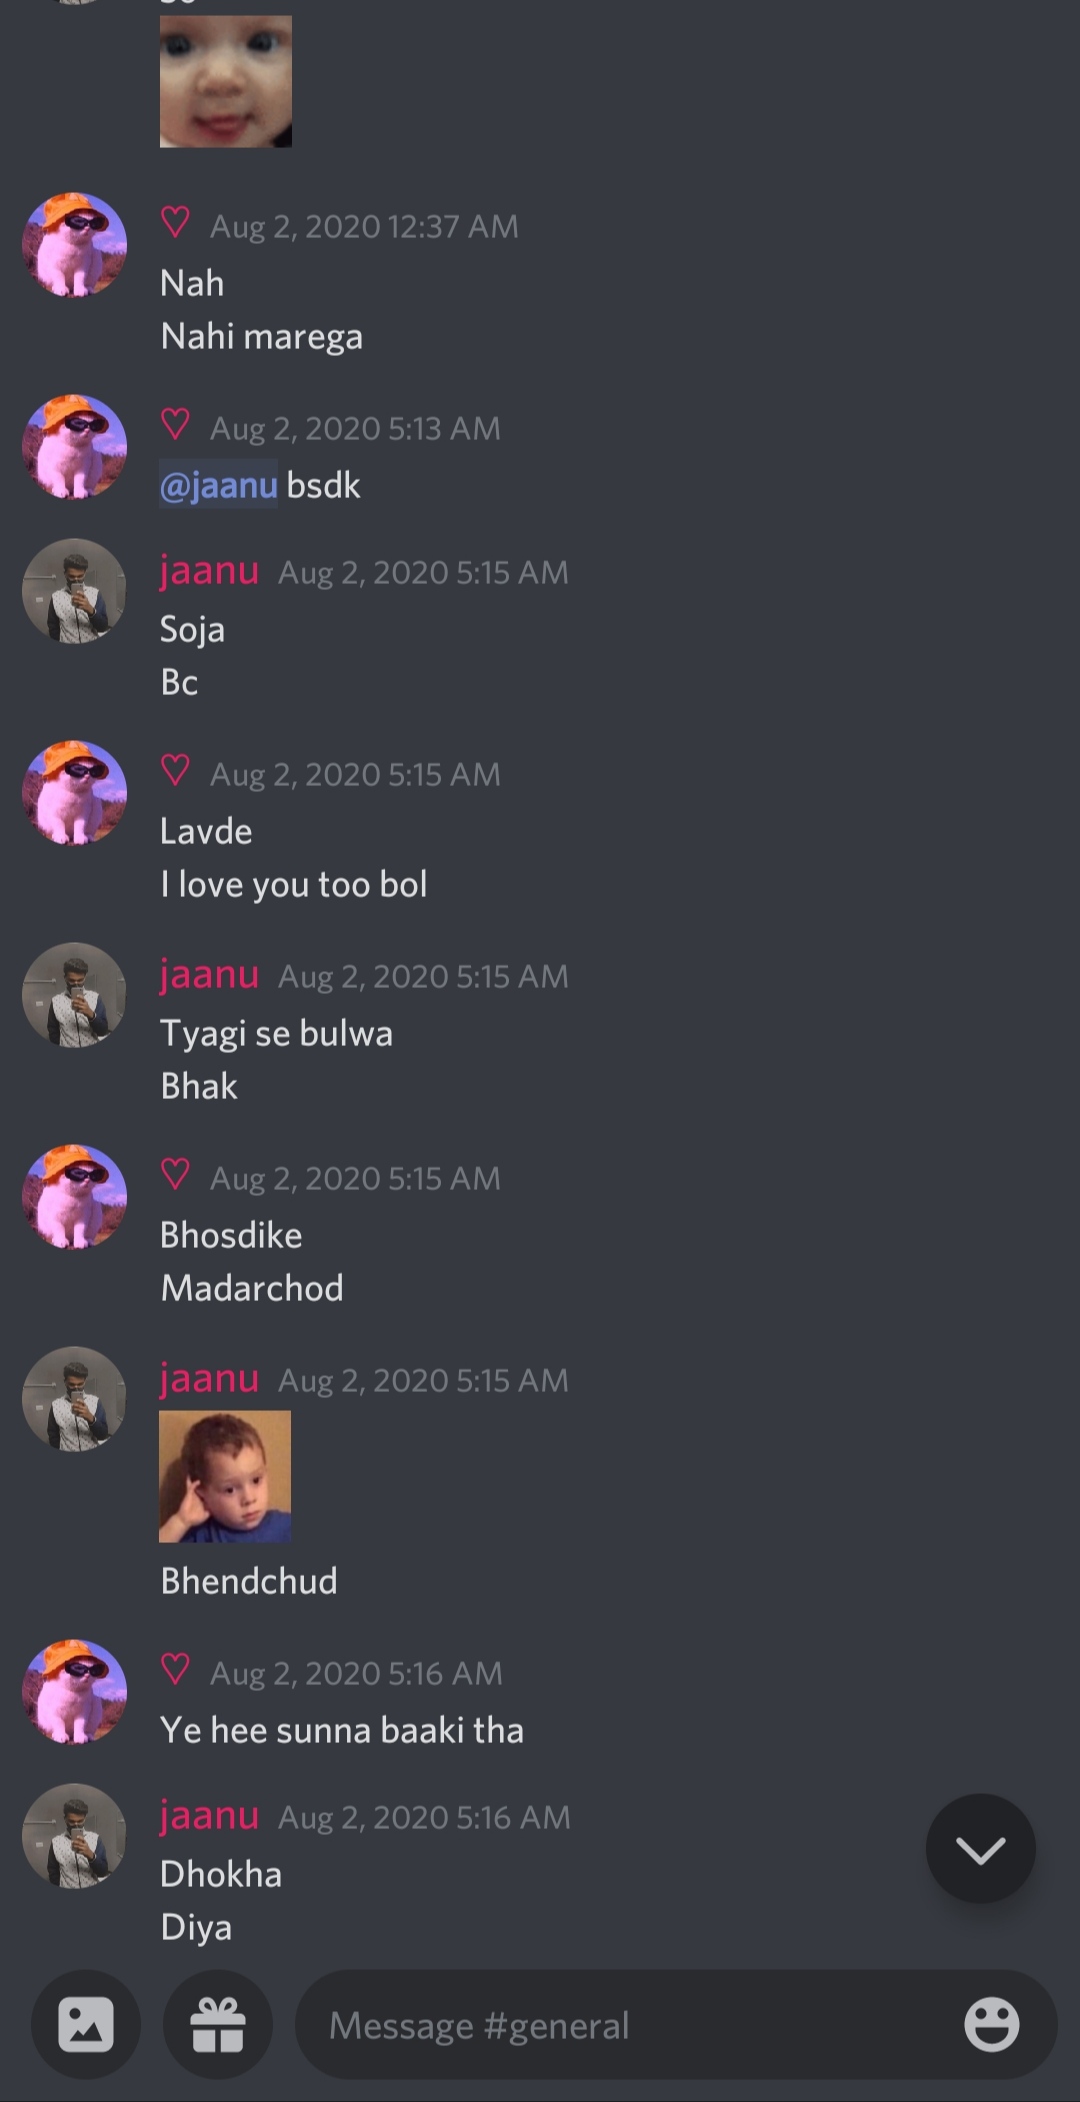 ♡ Aug 2, 2020 12:37 AM
Nah
Nahi marega
♡ Aug 2, 2020 5:13 AM
@jaanu bsdk
jaanu Aug 2, 2020 5:15 AM
Soja
Bc
♡ Aug 2, 2020 5:15 AM
Lavde
I love you too bol
jaanu Aug 2, 2020 5:15 AM
Tyagi se bulwa
Bhak
♡ Aug 2, 2020 5:15 AM
Bhosdike
Madarchod
jaanu Aug 2, 2020 5:15 AM
Bhendchud
♡ Aug 2, 2020 5:16 AM
Ye hee sunna baaki tha
jaanu Aug 2, 2020 5:16 AM
Dhokha
Diya
Message #general